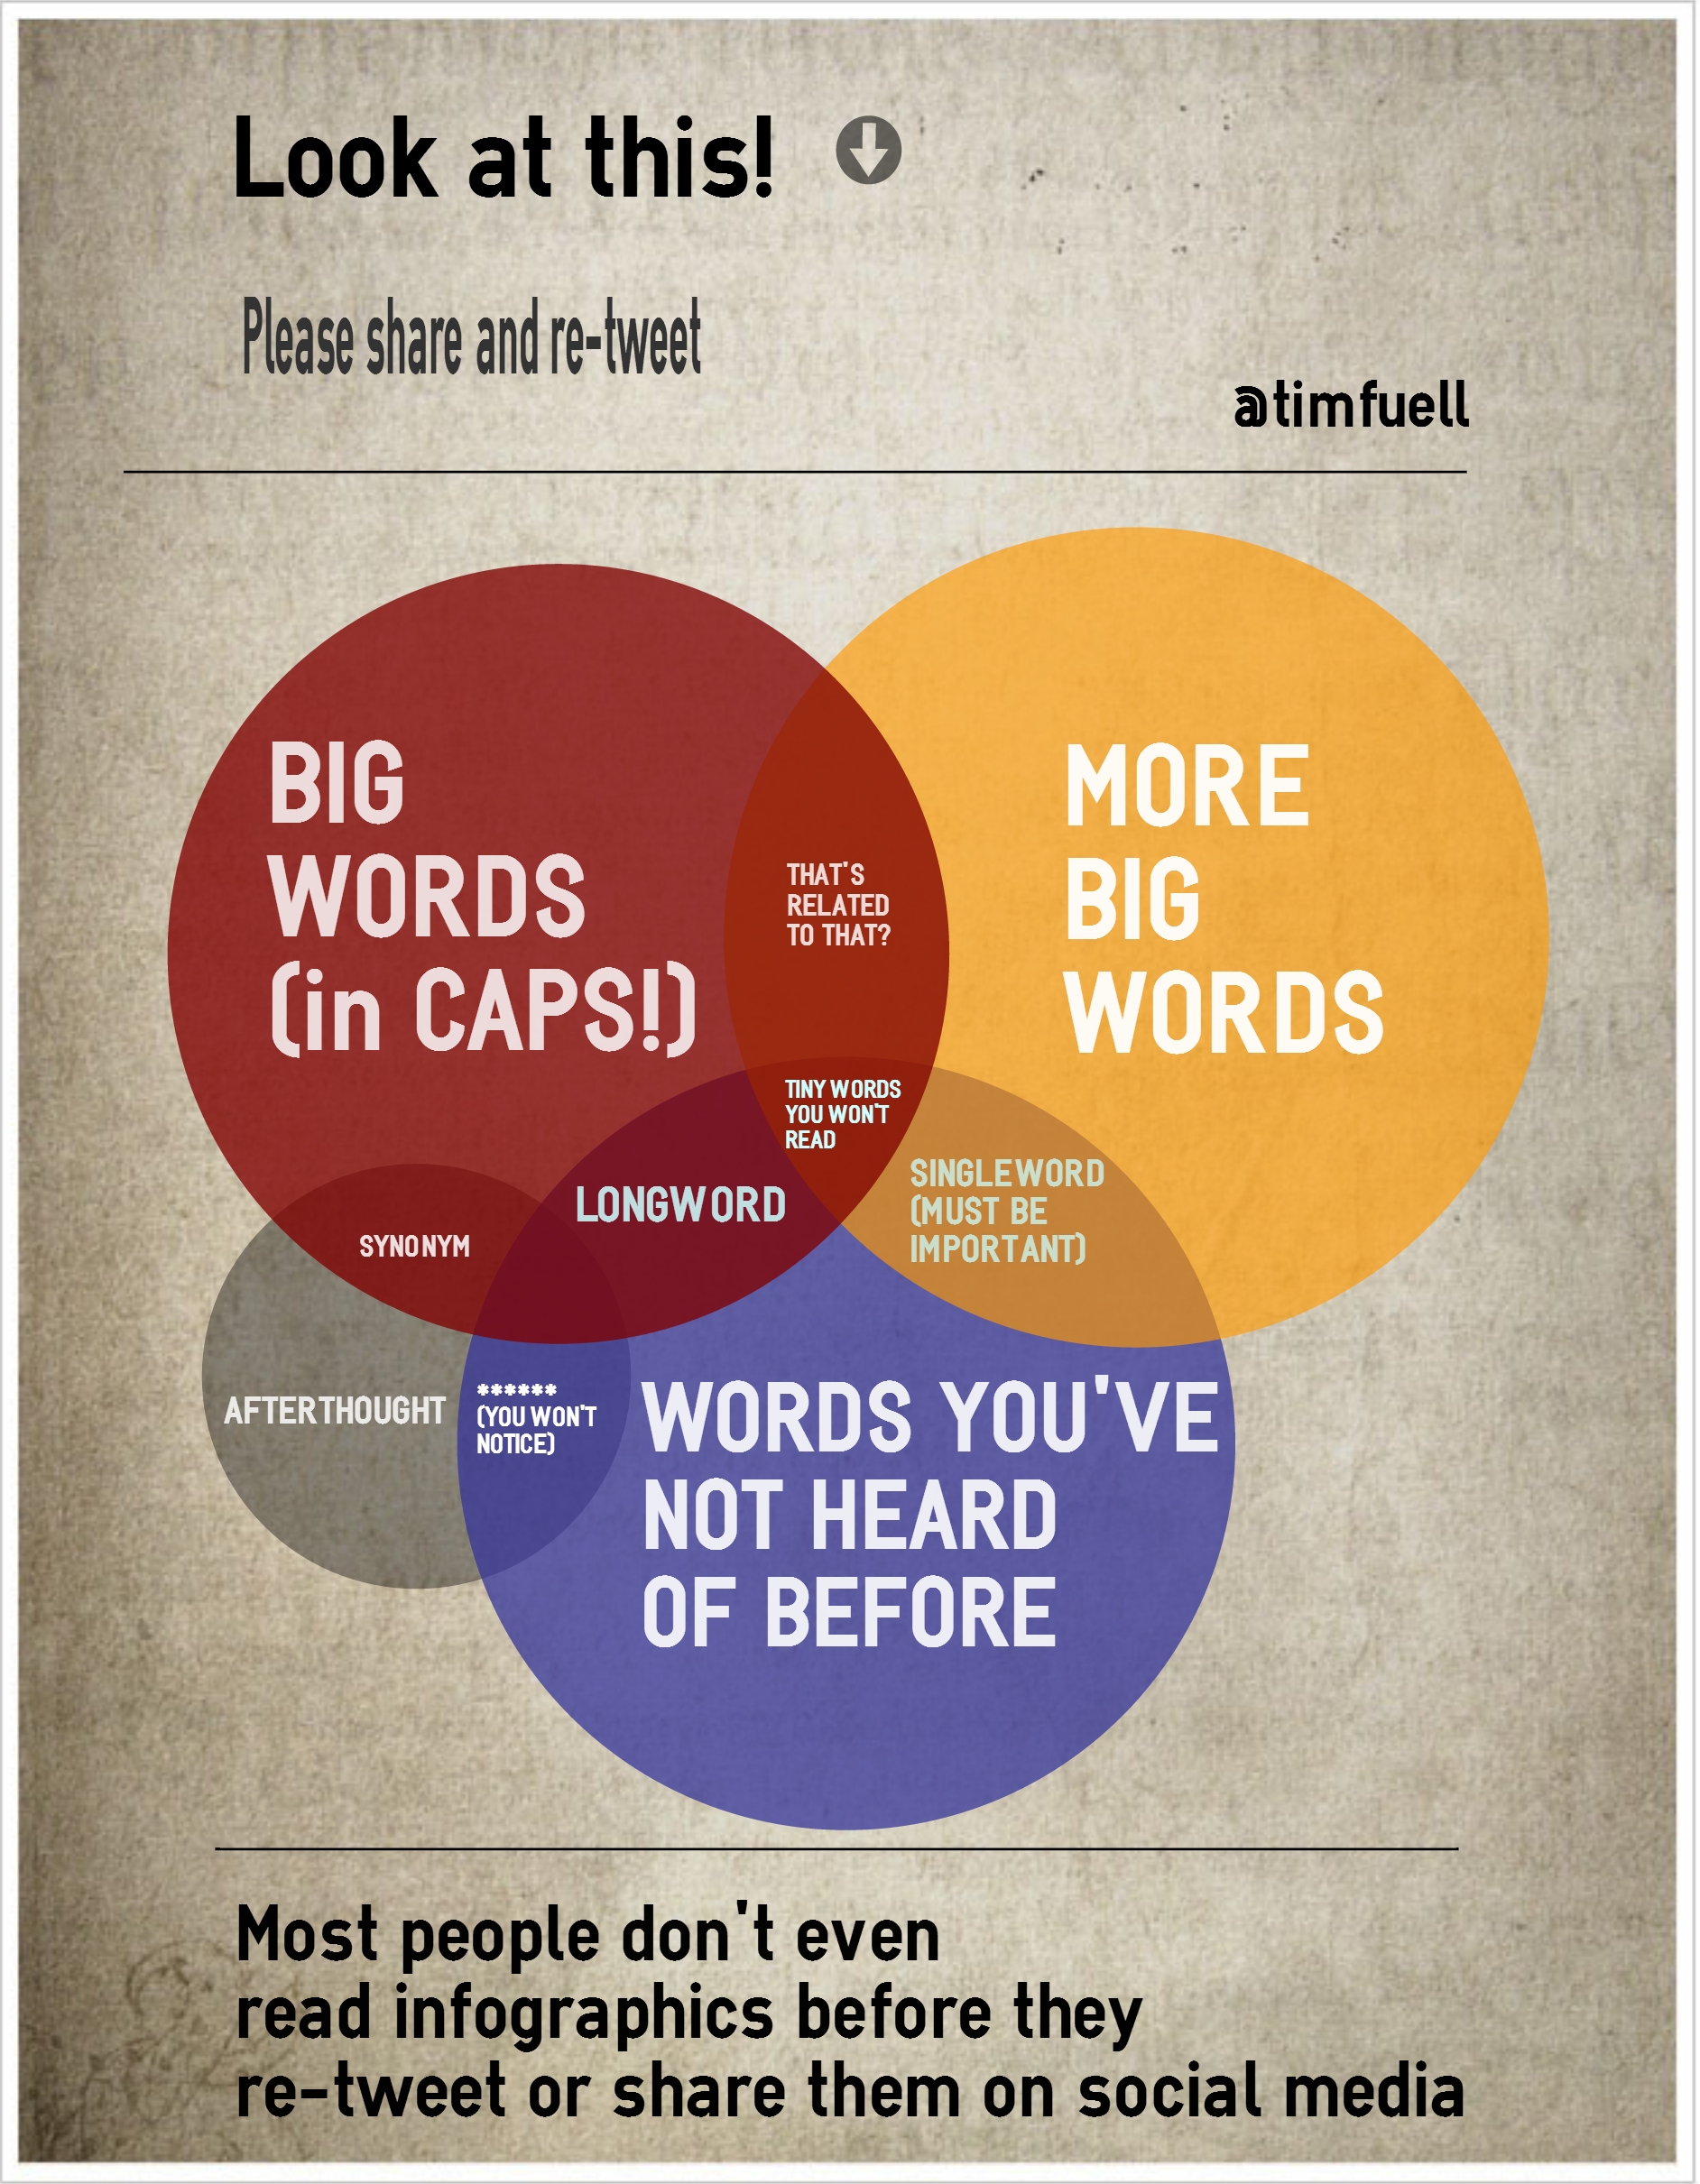 Look at this!
Please share and re-tweet
@timfuell
BIG
WORDS
(in CAPS!)
MORE
BIG
WORDS
THAT'S
RELATED
TO THAT?
TINY WORDS
YOU WON'T
READ
LONGWORD
SINGLEWORD
(MUST BE
IMPORTANT)
SYNONYM
AFTERTHOUGHT
******
(YOU WON'T
NOTICE)
WORDS YOU'VE
NOT HEARD
OF BEFORE
Most people don't even
read infographics before they
re-tweet or share them on social media